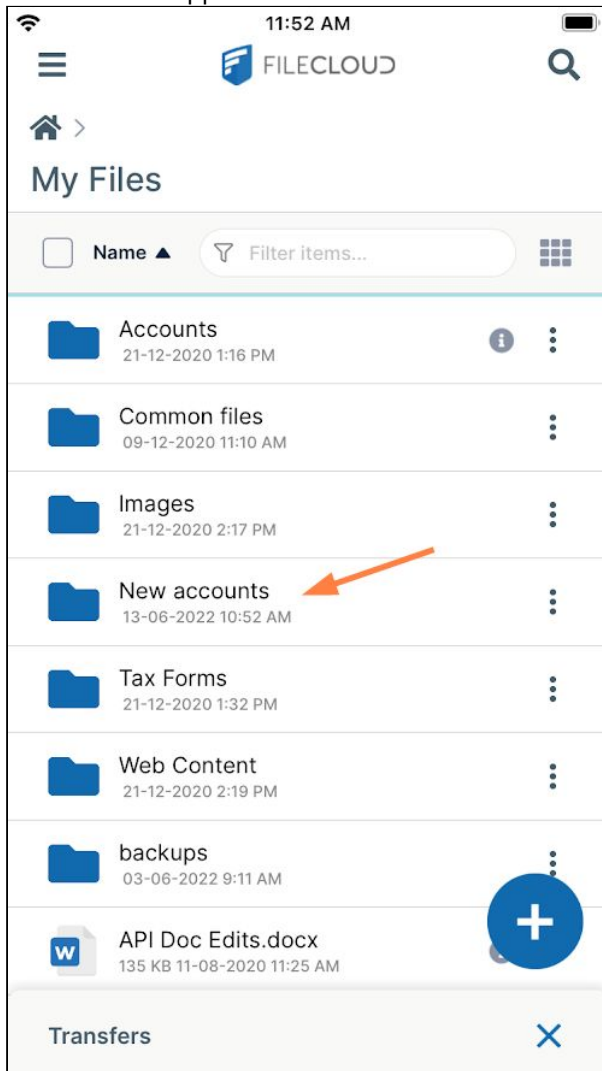 11:52 AM
FILECLOUD
My Files
Name ▲
Filter items...
Accounts
21-12-2020 1:16 PM
Common files
09-12-2020 11:10 AM
Images
21-12-2020 2:17 PM
New accounts
13-06-2022 10:52 AM
Tax Forms
21-12-2020 1:32 PM
Web Content
21-12-2020 2:19 PM
backups
03-06-2022 9:11 AM
W
API Doc Edits.docx
135 KB 11-08-2020 11:25 AM
Transfers